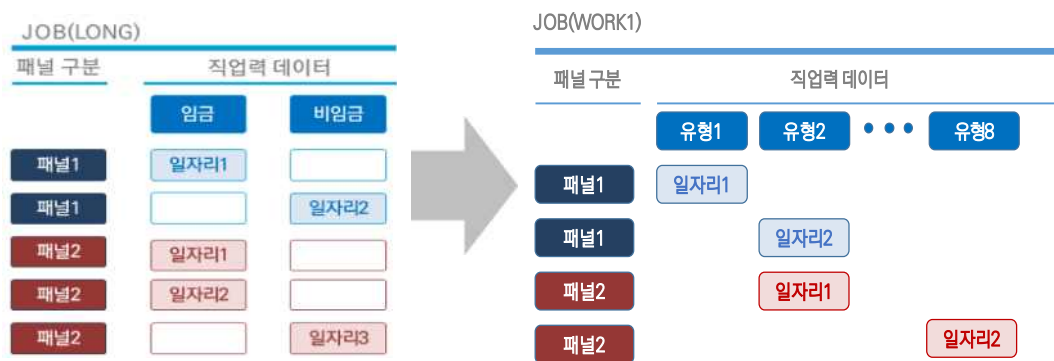 JOB(LONG)
패널 구분 직업력 데이터
임금 비임금
패널1 일자리1
패널1 일자리2
패널2 일자리1
패널2 일자리2
패널2 일자리3
JOB(WORK1)
패널 구분 직업력 데이터
유형1 유형2 ••• 유형8
패널1 일자리1
패널1 일자리2
패널2 일자리1
패널2 일자리2